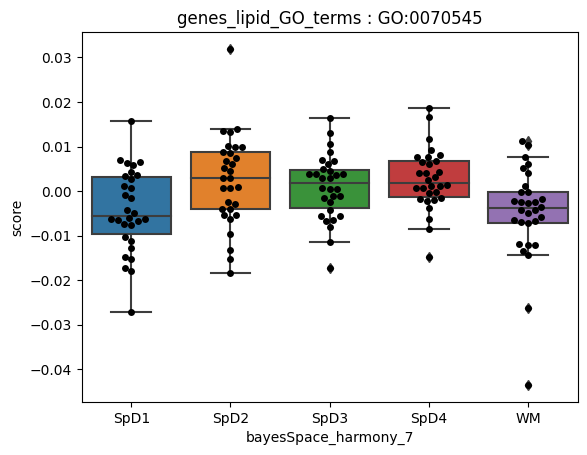 genes_lipid_GO_terms : GO:0070545
0.03
0.02
0.01
0.00
−0.01
−0.02
−0.03
−0.04
score
SpD1 SpD2 SpD3 SpD4 WM
bayesSpace_harmony_7